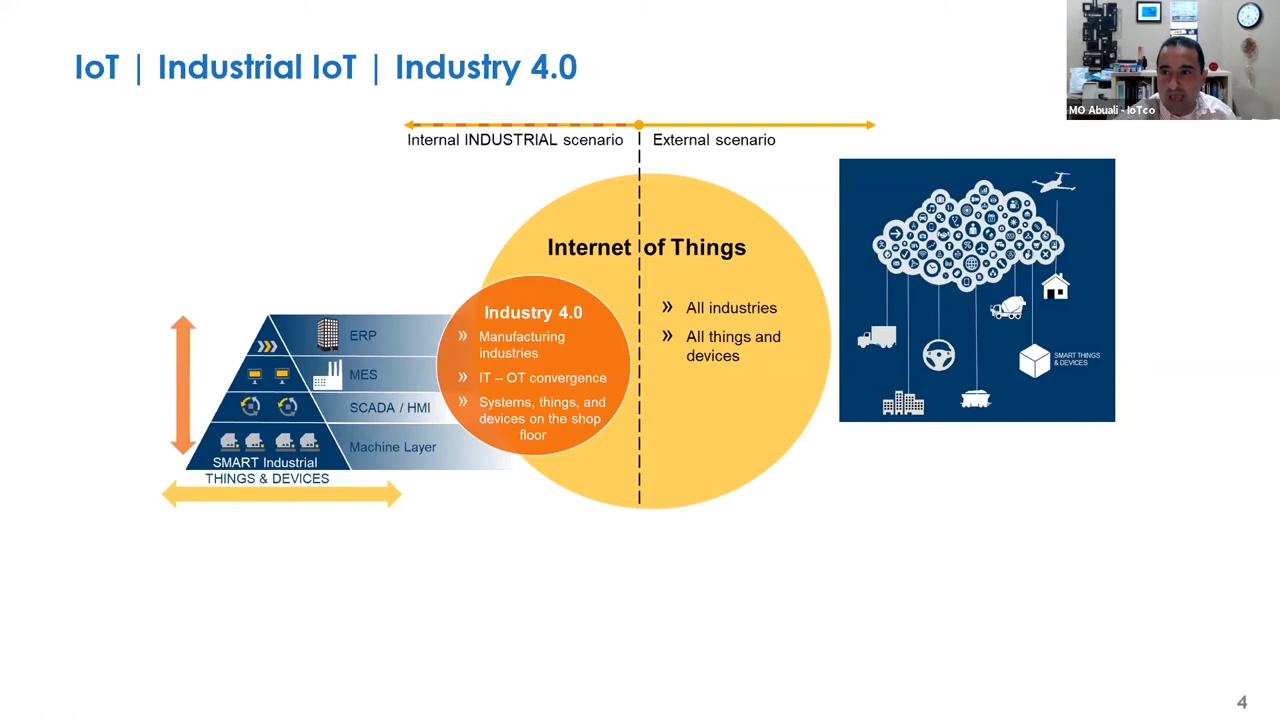 IoT | Industrial IoT | Industry 4.0
MO Abuali - IoTco
Internal INDUSTRIAL scenario
External scenario
Internet of Things
Industry 4.0
Manufacturing
industries
IT – OT convergence
Systems, things, and
devices on the shop
floor
All industries
All things and
devices
ERP
MES
SCADA / HMI
Machine Layer
SMART Industrial
THINGS & DEVICES
SMART THINGS
& DEVICES
4